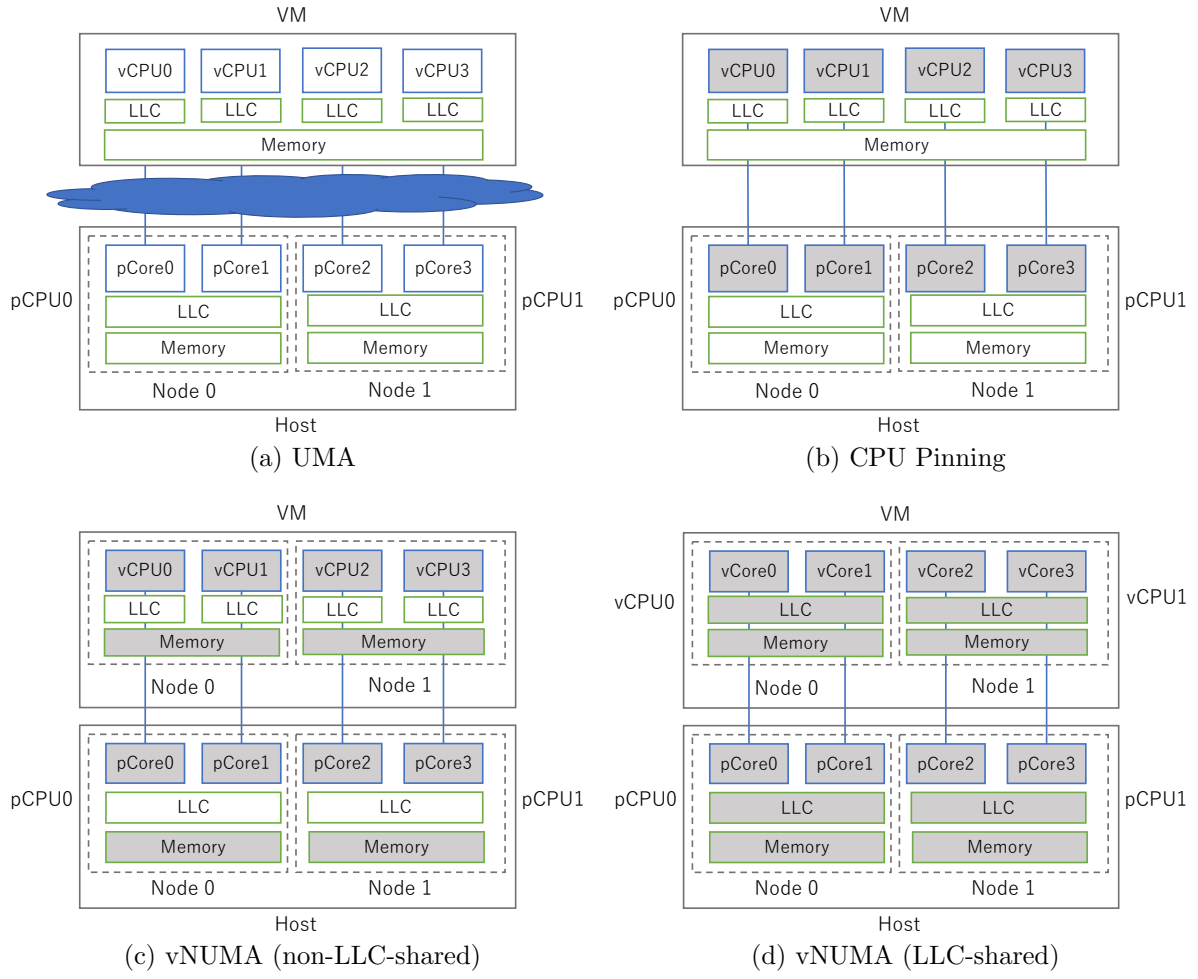 VM
vCPU0 vCPU1 vCPU2 vCPU3
LLC LLC LLC LLC
Memory
pCPU0
pCore0 pCore1 pCore2 pCore3
LLC LLC
Memory Memory
pCPU1
Node 0 Node 1
Host
(a) UMA
VM
vCPU0 vCPU1 vCPU2 vCPU3
LLC LLC LLC LLC
Memory
pCPU0
pCore0 pCore1 pCore2 pCore3
LLC LLC
Memory Memory
pCPU1
Node 0 Node 1
Host
(b) CPU Pinning
VM
vCPU0 vCPU1 vCPU2 vCPU3
LLC LLC LLC LLC
Memory Memory
Node 0 Node 1
pCPU0
pCore0 pCore1 pCore2 pCore3
LLC LLC
Memory Memory
pCPU1
Node 0 Node 1
Host
(c) vNUMA (non-LLC-shared)
VM
vCPU0
vCore0 vCore1 vCore2 vCore3
LLC LLC
Memory Memory
vCPU1
Node 0 Node 1
pCPU0
pCore0 pCore1 pCore2 pCore3
LLC LLC
Memory Memory
pCPU1
Node 0 Node 1
Host
(d) vNUMA (LLC-shared)